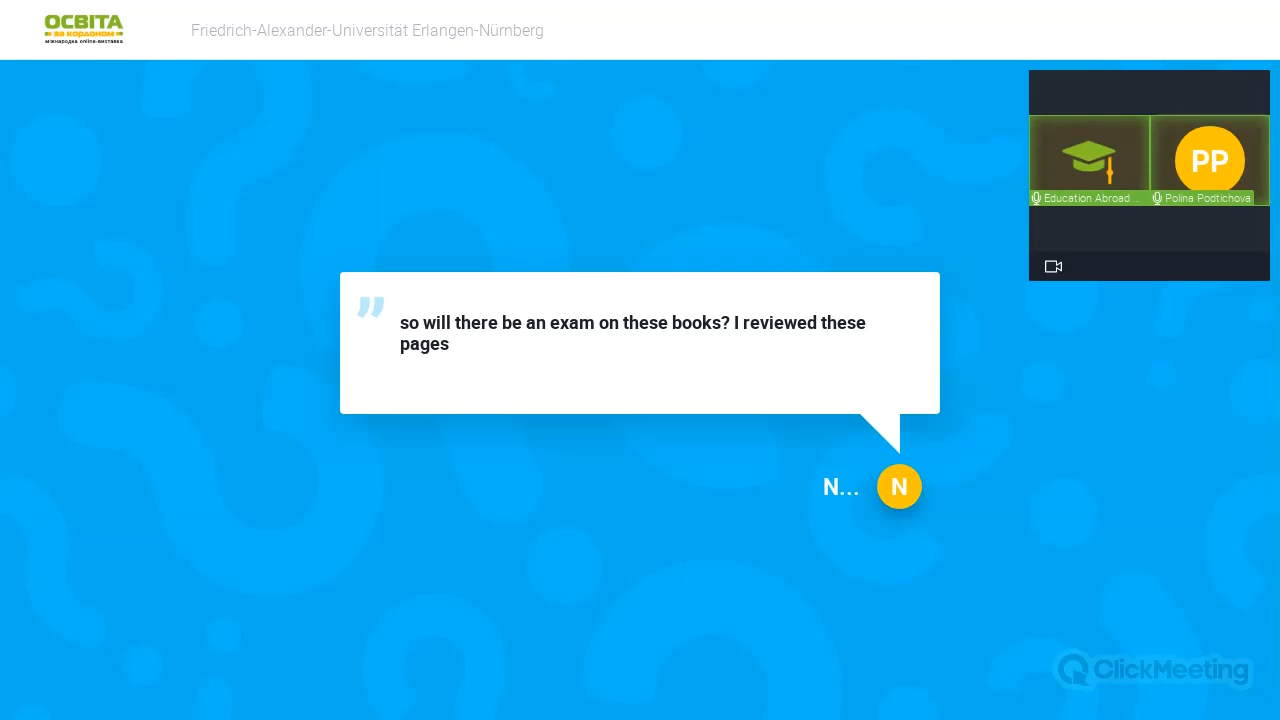 ОСВІТА
ЗА КОРДОНОМ
міжнародна online-виставка
Friedrich-Alexander-Universität Erlangen-Nürnberg
PP
Education Abroad ...
Polina Podtichova
so will there be an exam on these books? I reviewed these
pages
N... N
ClickMeeting